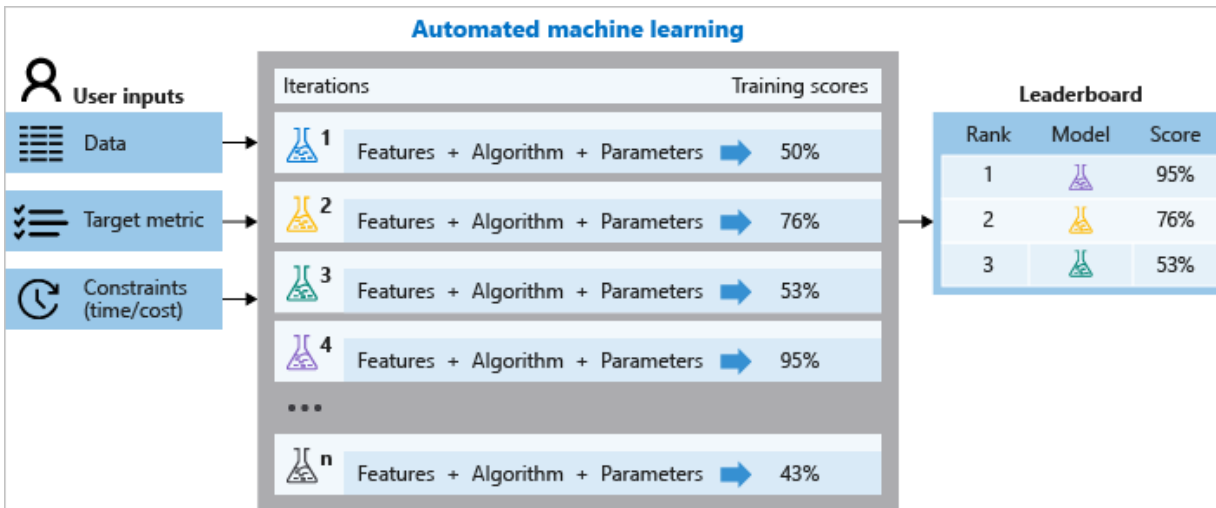 Automated machine learning
User inputs
Data
Target metric
Constraints
(time/cost)
Iterations Training scores
1 Features + Algorithm + Parameters 50%
2 Features + Algorithm + Parameters 76%
3 Features + Algorithm + Parameters 53%
4 Features + Algorithm + Parameters 95%
•••
n Features + Algorithm + Parameters 43%
Leaderboard
Rank Model Score
1 95%
2 76%
3 53%